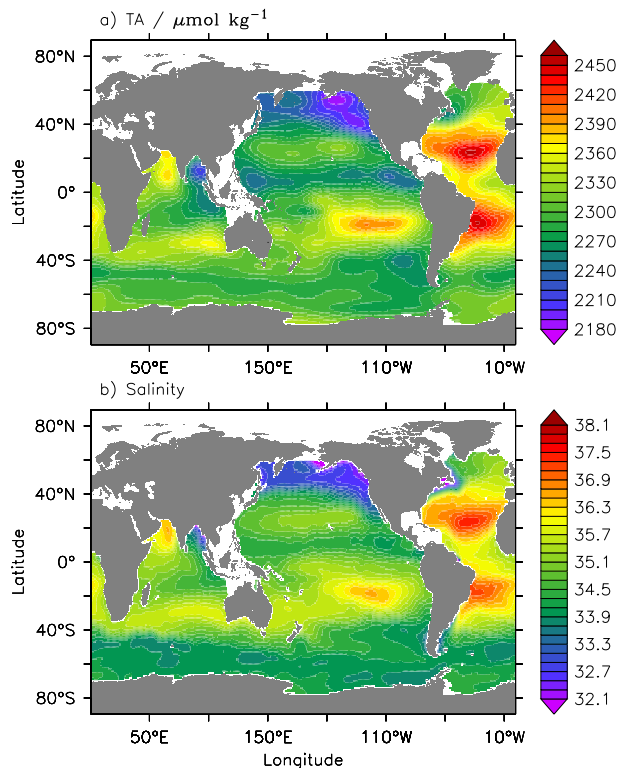 a) TA / μmol kg⁻¹
80°N
40°N
0°
40°S
80°S
Latitude
50°E
150°E
110°W
10°W
2450
2420
2390
2360
2330
2300
2270
2240
2210
2180
b) Salinity
80°N
40°N
0°
40°S
80°S
Latitude
50°E
150°E
110°W
10°W
Longitude
38.1
37.5
36.9
36.3
35.7
35.1
34.5
33.9
33.3
32.7
32.1